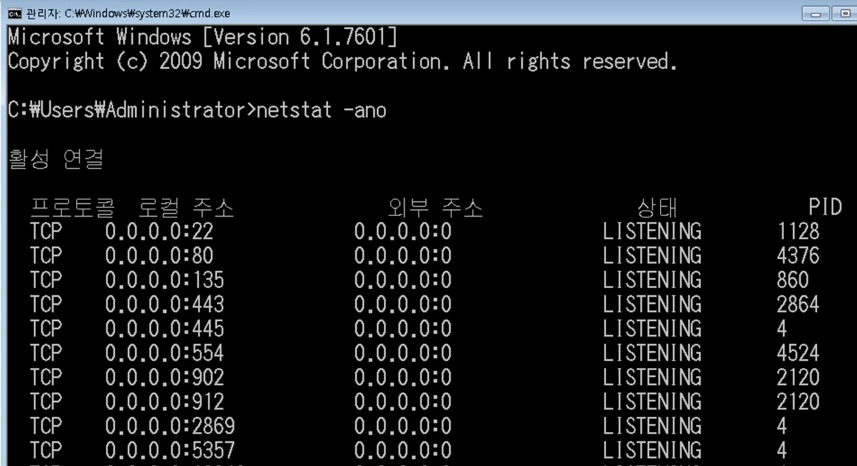 관리자: C:₩Windows₩system32₩cmd.exe
Microsoft Windows [Version 6.1.7601]
Copyright (c) 2009 Microsoft Corporation. All rights reserved.
C:₩Users₩Administrator>netstat -ano
활성 연결
프로토콜 로컬 주소 외부 주소 상태 PID
TCP 0.0.0.0:22 0.0.0.0:0 LISTENING 1128
TCP 0.0.0.0:80 0.0.0.0:0 LISTENING 4376
TCP 0.0.0.0:135 0.0.0.0:0 LISTENING 860
TCP 0.0.0.0:443 0.0.0.0:0 LISTENING 2864
TCP 0.0.0.0:445 0.0.0.0:0 LISTENING 4
TCP 0.0.0.0:554 0.0.0.0:0 LISTENING 4524
TCP 0.0.0.0:902 0.0.0.0:0 LISTENING 2120
TCP 0.0.0.0:912 0.0.0.0:0 LISTENING 2120
TCP 0.0.0.0:2869 0.0.0.0:0 LISTENING 4
TCP 0.0.0.0:5357 0.0.0.0:0 LISTENING 4